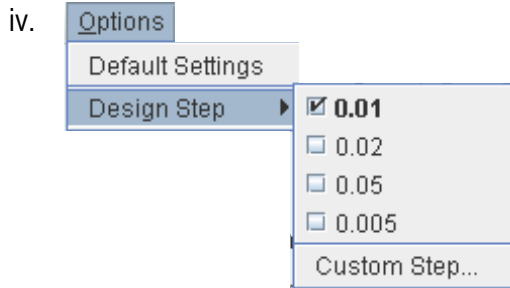 iv. Options
Default Settings
Design Step
0.01
0.02
0.05
0.005
Custom Step...